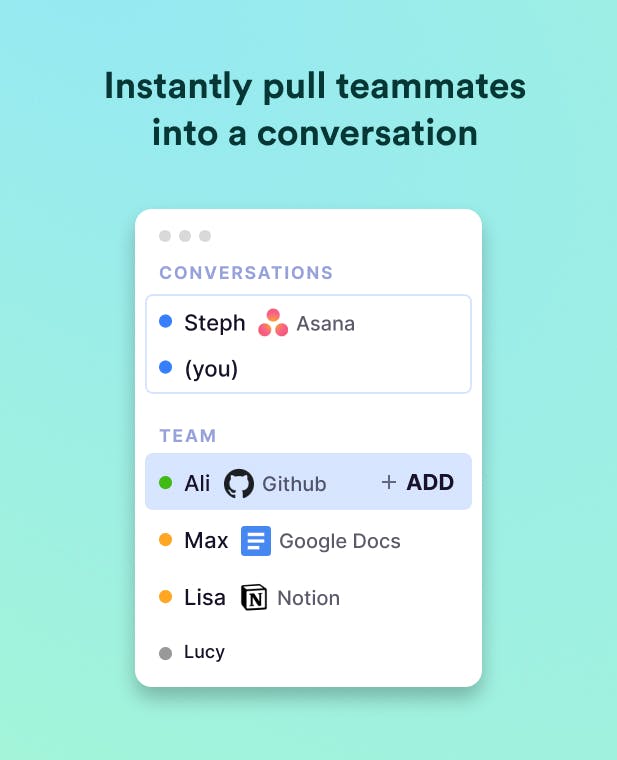 Instantly pull teammates
into a conversation
CONVERSATIONS
Steph Asana
(you)
TEAM
Ali Github + ADD
Max Google Docs
Lisa N Notion
Lucy